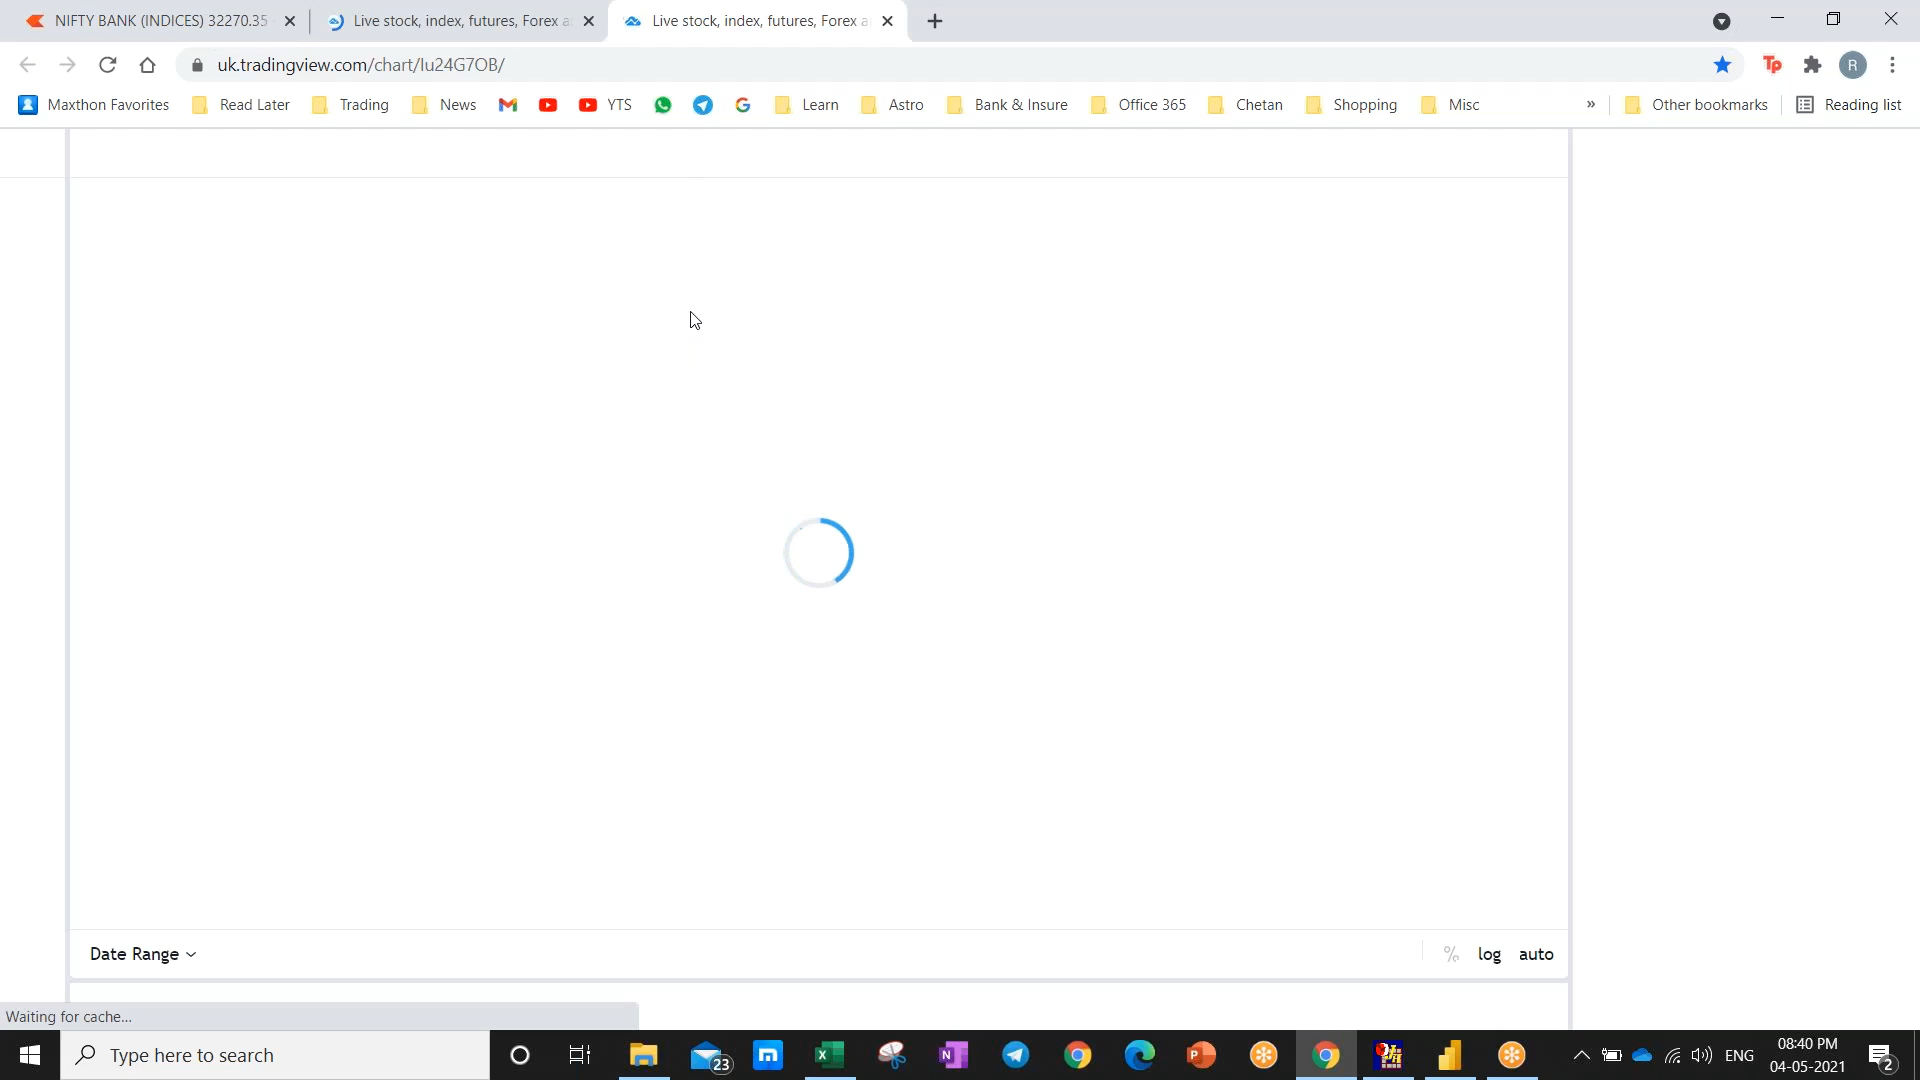 NIFTY BANK (INDICES) 32270.35
Live stock, index, futures, Forex a
Live stock, index, futures, Forex a
uk.tradingview.com/chart/Iu24G7OB/
Tp
R
Maxthon Favorites
Read Later
Trading
News
YTS
Learn
Astro
Bank & Insure
Office 365
Chetan
Shopping
Misc
»
Other bookmarks
Reading list
Date Range
%
log
auto
Waiting for cache...
Type here to search
23
ENG
08:40 PM
04-05-2021
2